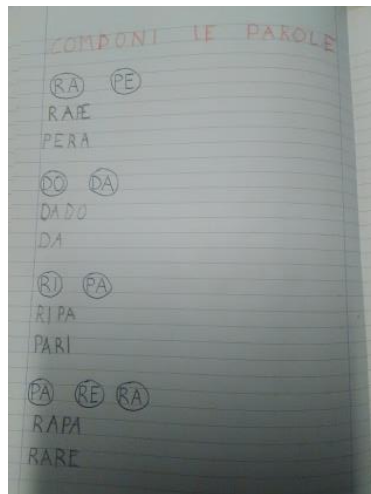 COMPONI LE PAROLE
RA PE
RAPE
PERA
DO DA
DADO
DA
RI PA
RIPA
PARI
PA RE RA
RAPA
RARE